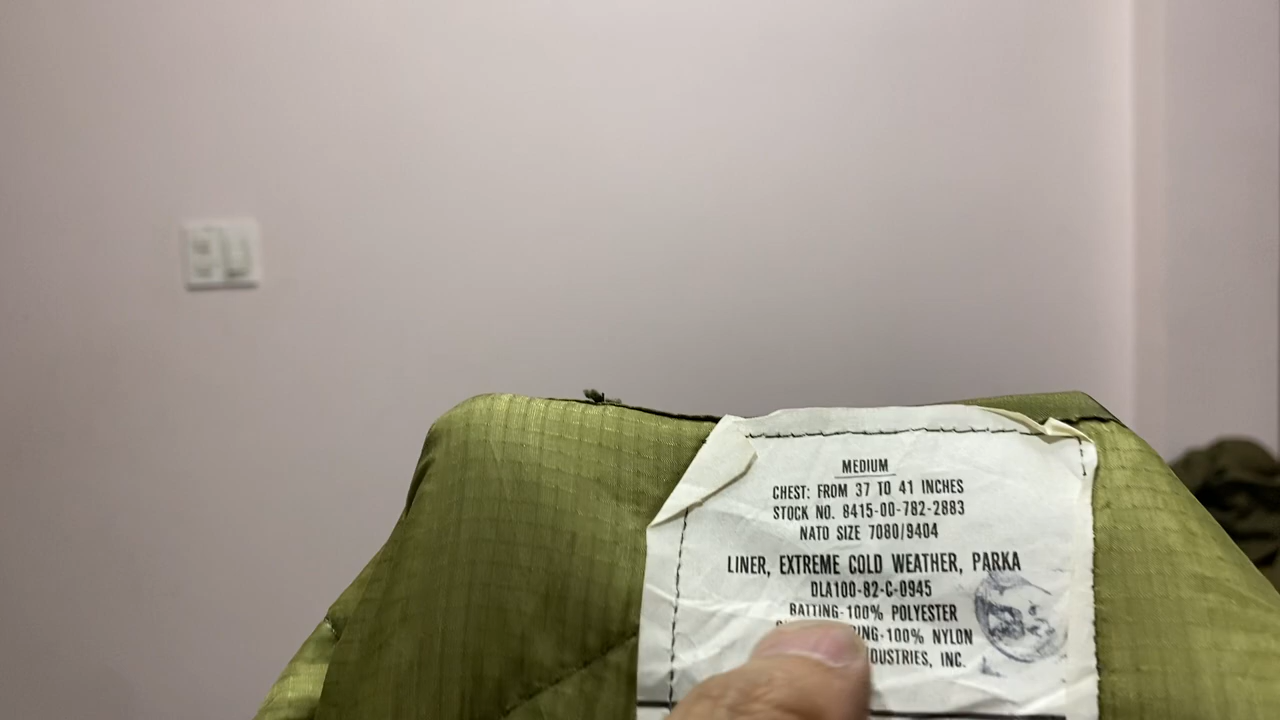 MEDIUM
CHEST: FROM 37 TO 41 INCHES
STOCK NO. 8415-00-782-2883
NATO SIZE 7080/9404
LINER, EXTREME COLD WEATHER, PARKA
DLA100-82-C-0945
BATTING-100% POLYESTER
-100% NYLON
INC.